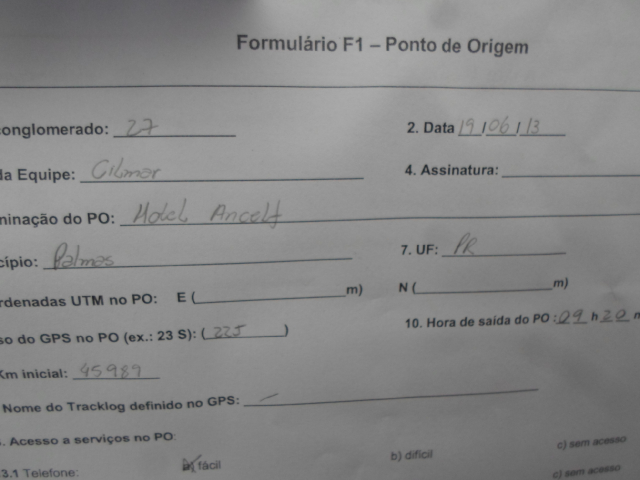 Formulário F1 – Ponto de Origem
conglomerado: 27 2. Data 19/06/13
da Equipe: Gilmar 4. Assinatura:
minação do PO: Hotel
cípio: Palmas 7. UF: PR
rdenadas UTM no PO: E ( m) N ( m)
so do GPS no PO (ex.: 23 S): (22J) 10. Hora de saída do PO : 09 h 20 m
Km inicial: 45989
Nome do Tracklog definido no GPS: —
. Acesso a serviços no PO:
3.1 Telefone: a) fácil b) difícil c) sem acesso
c) sem acesso